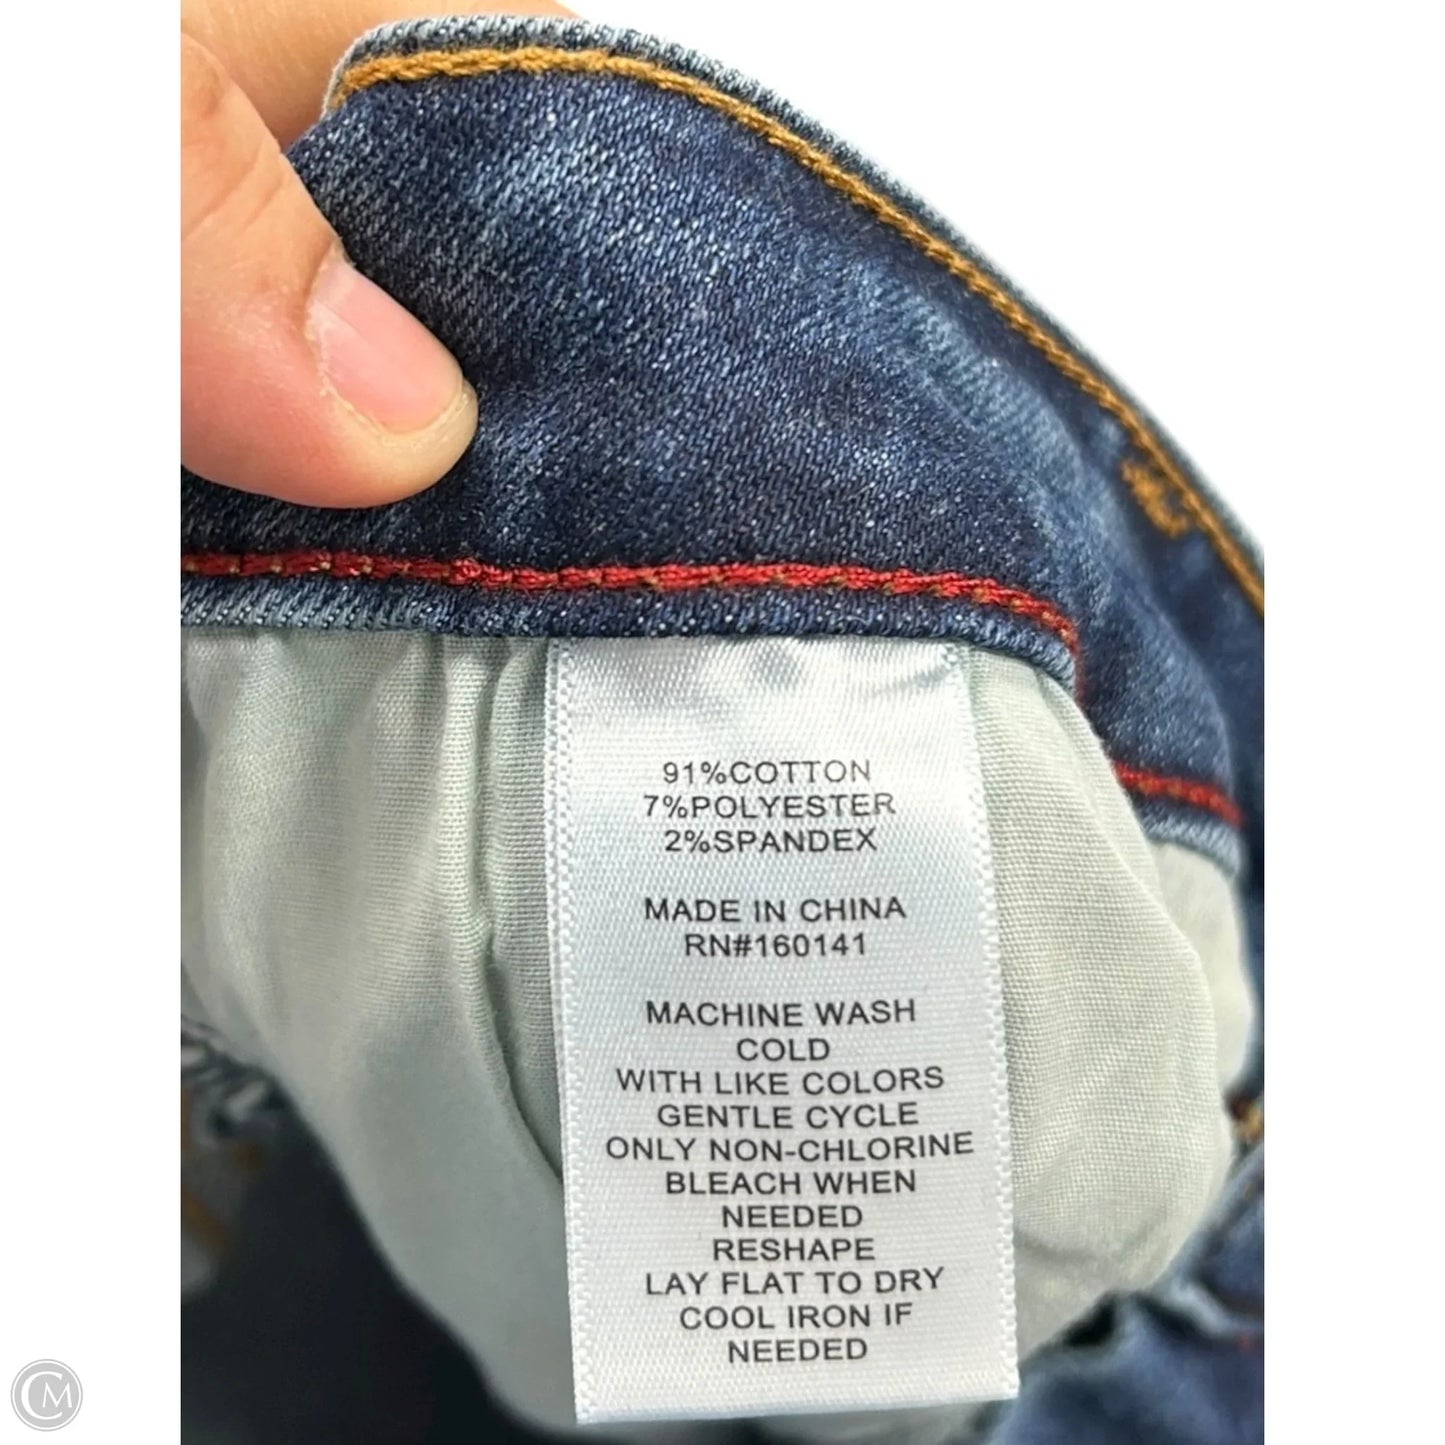 91%COTTON
7%POLYESTER
2%SPANDEX
MADE IN CHINA
RN#160141
MACHINE WASH
COLD
WITH LIKE COLORS
GENTLE CYCLE
ONLY NON-CHLORINE
BLEACH WHEN
NEEDED
RESHAPE
LAY FLAT TO DRY
COOL IRON IF
NEEDED
CM